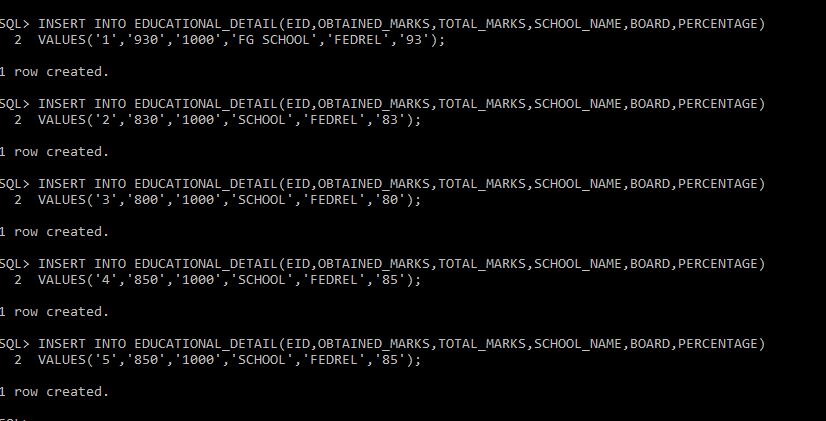 SQL> INSERT INTO EDUCATIONAL_DETAIL(EID,OBTAINED_MARKS,TOTAL_MARKS,SCHOOL_NAME,BOARD,PERCENTAGE)
2 VALUES('1','930','1000','FG SCHOOL','FEDREL','93');
1 row created.
SQL> INSERT INTO EDUCATIONAL_DETAIL(EID,OBTAINED_MARKS,TOTAL_MARKS,SCHOOL_NAME,BOARD,PERCENTAGE)
2 VALUES('2','830','1000','SCHOOL','FEDREL','83');
1 row created.
SQL> INSERT INTO EDUCATIONAL_DETAIL(EID,OBTAINED_MARKS,TOTAL_MARKS,SCHOOL_NAME,BOARD,PERCENTAGE)
2 VALUES('3','800','1000','SCHOOL','FEDREL','80');
1 row created.
SQL> INSERT INTO EDUCATIONAL_DETAIL(EID,OBTAINED_MARKS,TOTAL_MARKS,SCHOOL_NAME,BOARD,PERCENTAGE)
2 VALUES('4','850','1000','SCHOOL','FEDREL','85');
1 row created.
SQL> INSERT INTO EDUCATIONAL_DETAIL(EID,OBTAINED_MARKS,TOTAL_MARKS,SCHOOL_NAME,BOARD,PERCENTAGE)
2 VALUES('5','850','1000','SCHOOL','FEDREL','85');
1 row created.